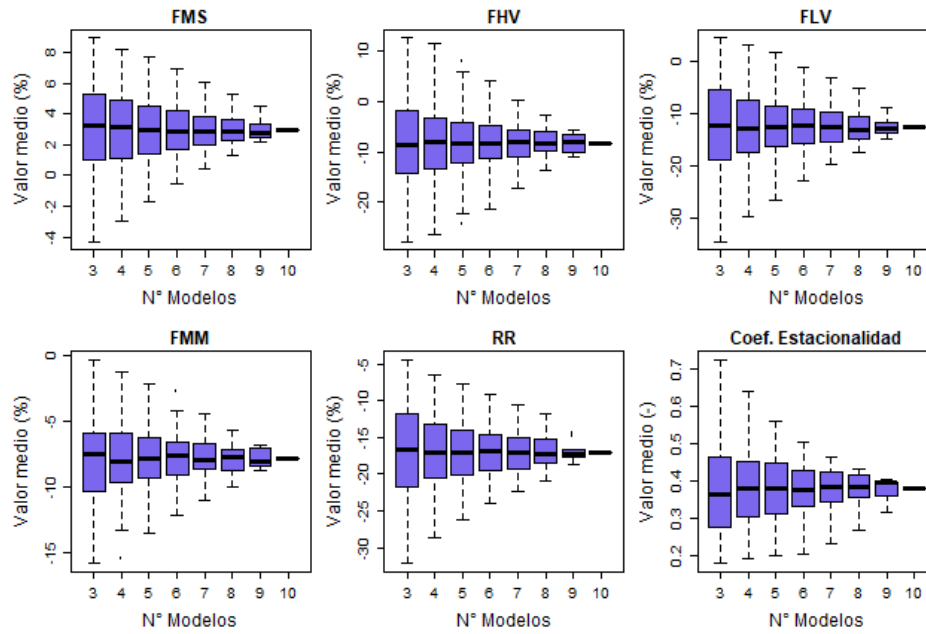 FMS
Valor medio (%)
8
6
4
2
0
-2
-4
3 4 5 6 7 8 9 10
N° Modelos
FHV
Valor medio (%)
10
0
-10
-20
3 4 5 6 7 8 9 10
N° Modelos
FLV
Valor medio (%)
0
-10
-30
3 4 5 6 7 8 9 10
N° Modelos
FMM
Valor medio (%)
0
-5
-10
-15
3 4 5 6 7 8 9 10
N° Modelos
RR
Valor medio (%)
-5
-10
-15
-20
-25
-30
3 4 5 6 7 8 9 10
N° Modelos
Coef. Estacionalidad
Valor medio (-)
0.7
0.6
0.5
0.4
0.3
0.2
3 4 5 6 7 8 9 10
N° Modelos